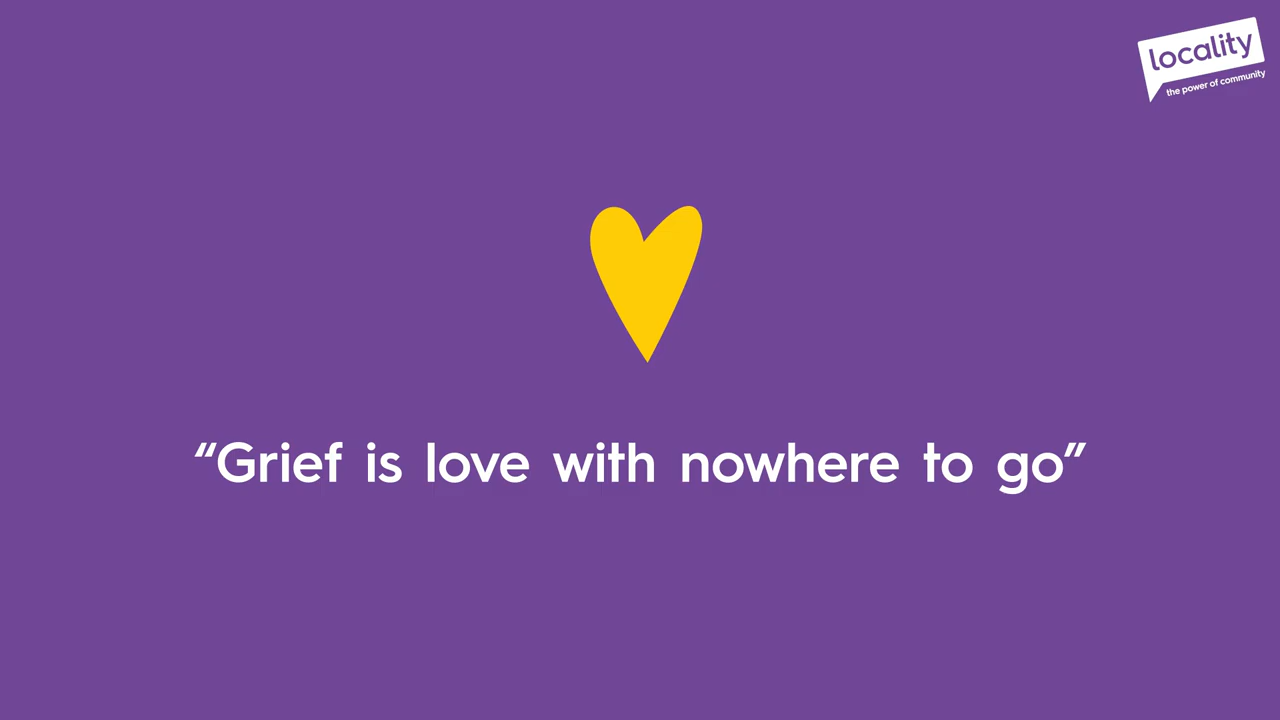 locality
the power of community
“Grief is love with nowhere to go”